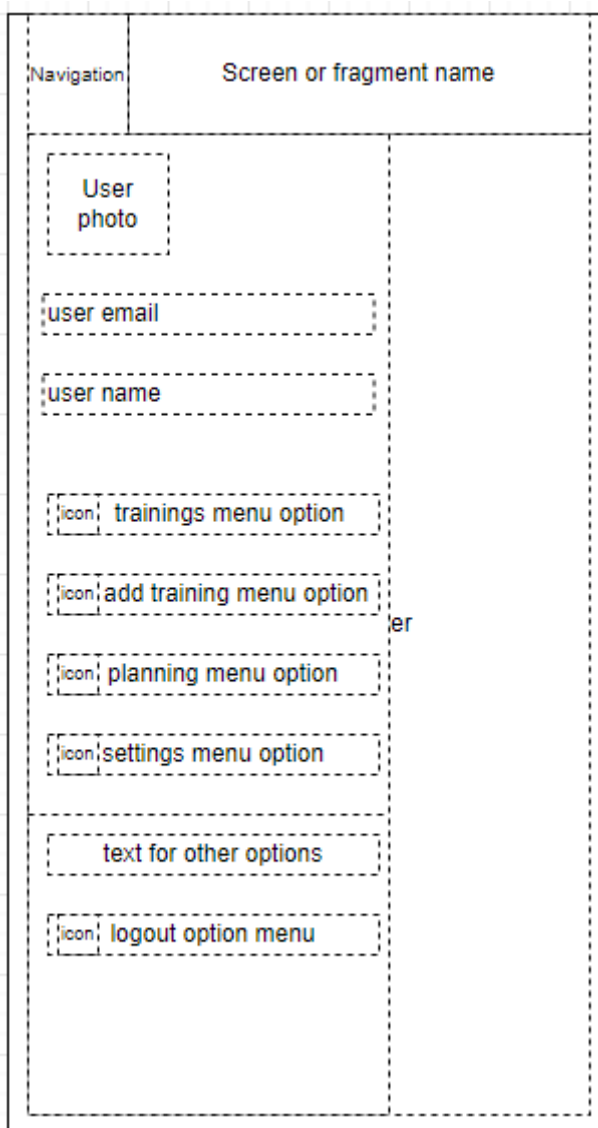 Navigation
Screen or fragment name
User
photo
user email
user name
icon trainings menu option
icon add training menu option
er
icon planning menu option
icon settings menu option
text for other options
icon logout option menu